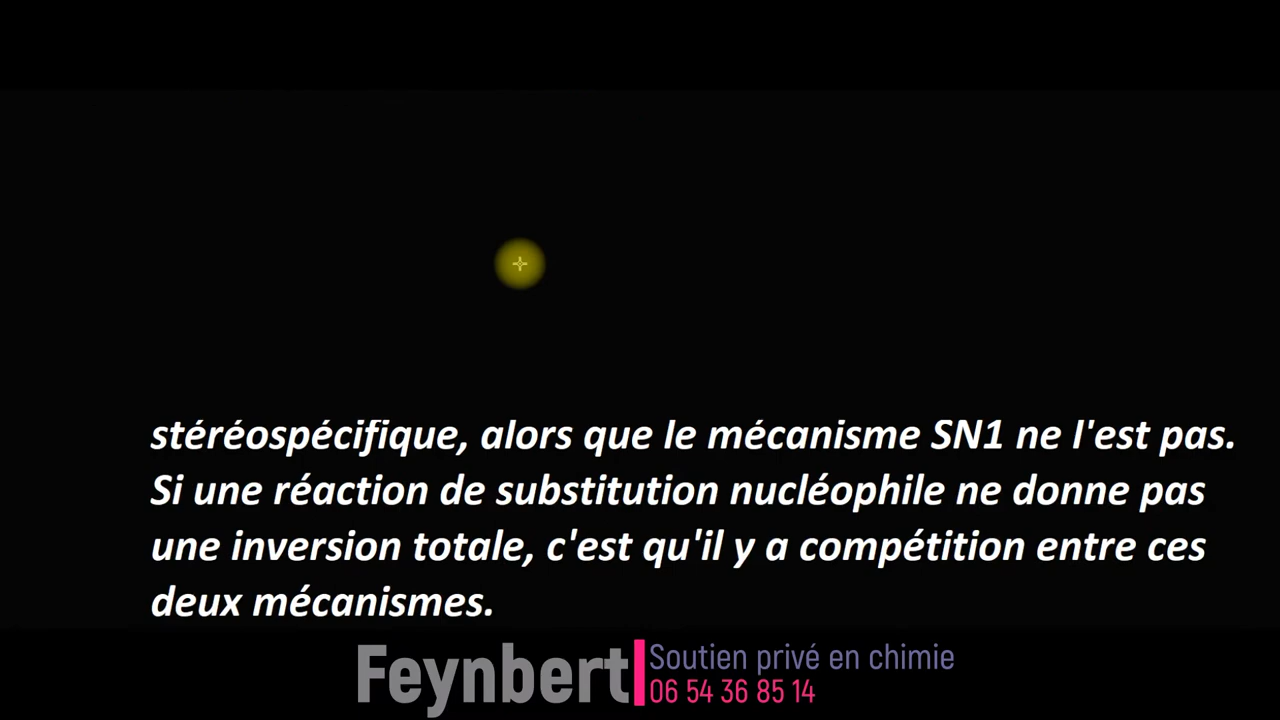 stéréospécifique, alors que le mécanisme SN1 ne l'est pas.
Si une réaction de substitution nucléophile ne donne pas
une inversion totale, c'est qu'il y a compétition entre ces
deux mécanismes.
Feynbert
Soutien privé en chimie
06 54 36 85 14